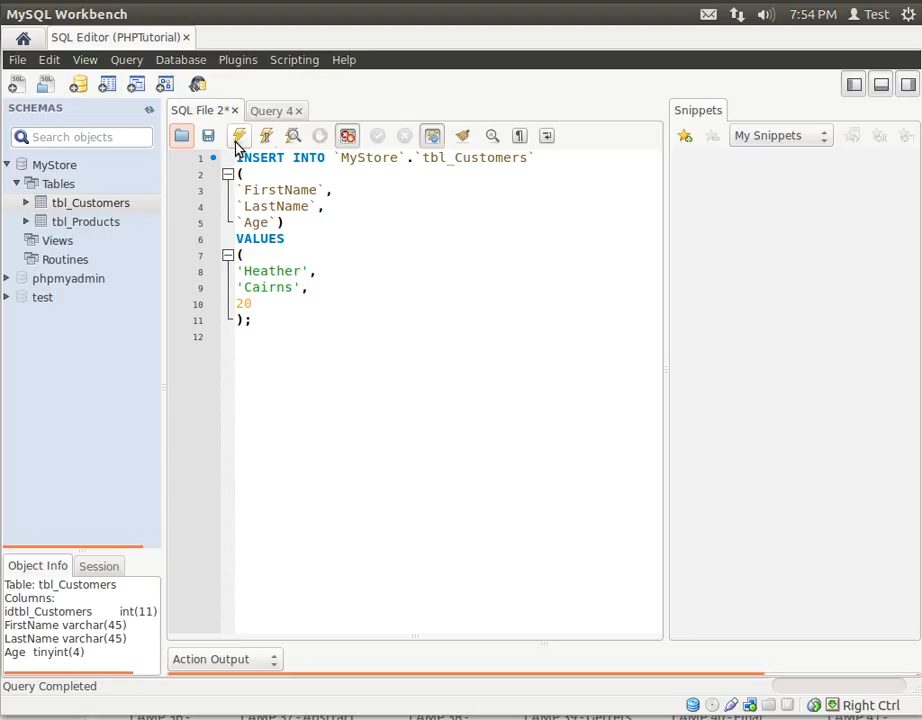 MySQL Workbench
7:54 PM
Test
SQL Editor (PHPTutorial) ×
File Edit View Query Database Plugins Scripting Help
SCHEMAS
Search objects
MyStore
Tables
tbl_Customers
tbl_Products
Views
Routines
phpmyadmin
test
SQL File 2* ×
Query 4 ×
1 INSERT INTO `MyStore`.`tbl_Customers`
2 (
3 `FirstName`,
4 `LastName`,
5 `Age`)
6 VALUES
7 (
8 'Heather',
9 'Cairns',
10 20
11 );
12
Snippets
My Snippets
Object Info Session
Table: tbl_Customers
Columns:
idtbl_Customers int(11)
FirstName varchar(45)
LastName varchar(45)
Age tinyint(4)
Action Output
Query Completed
Right Ctrl